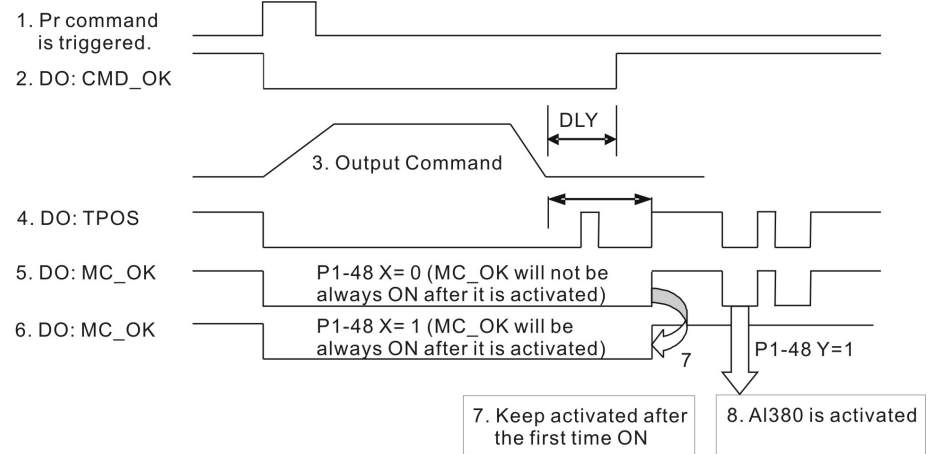 1. Pr command
is triggered.
2. DO: CMD_OK
DLY
3. Output Command
4. DO: TPOS
5. DO: MC_OK
P1-48 X= 0 (MC_OK will not be
always ON after it is activated)
6. DO: MC_OK
P1-48 X= 1 (MC_OK will be
always ON after it is activated)
7
P1-48 Y=1
7. Keep activated after
the first time ON
8. Al380 is activated